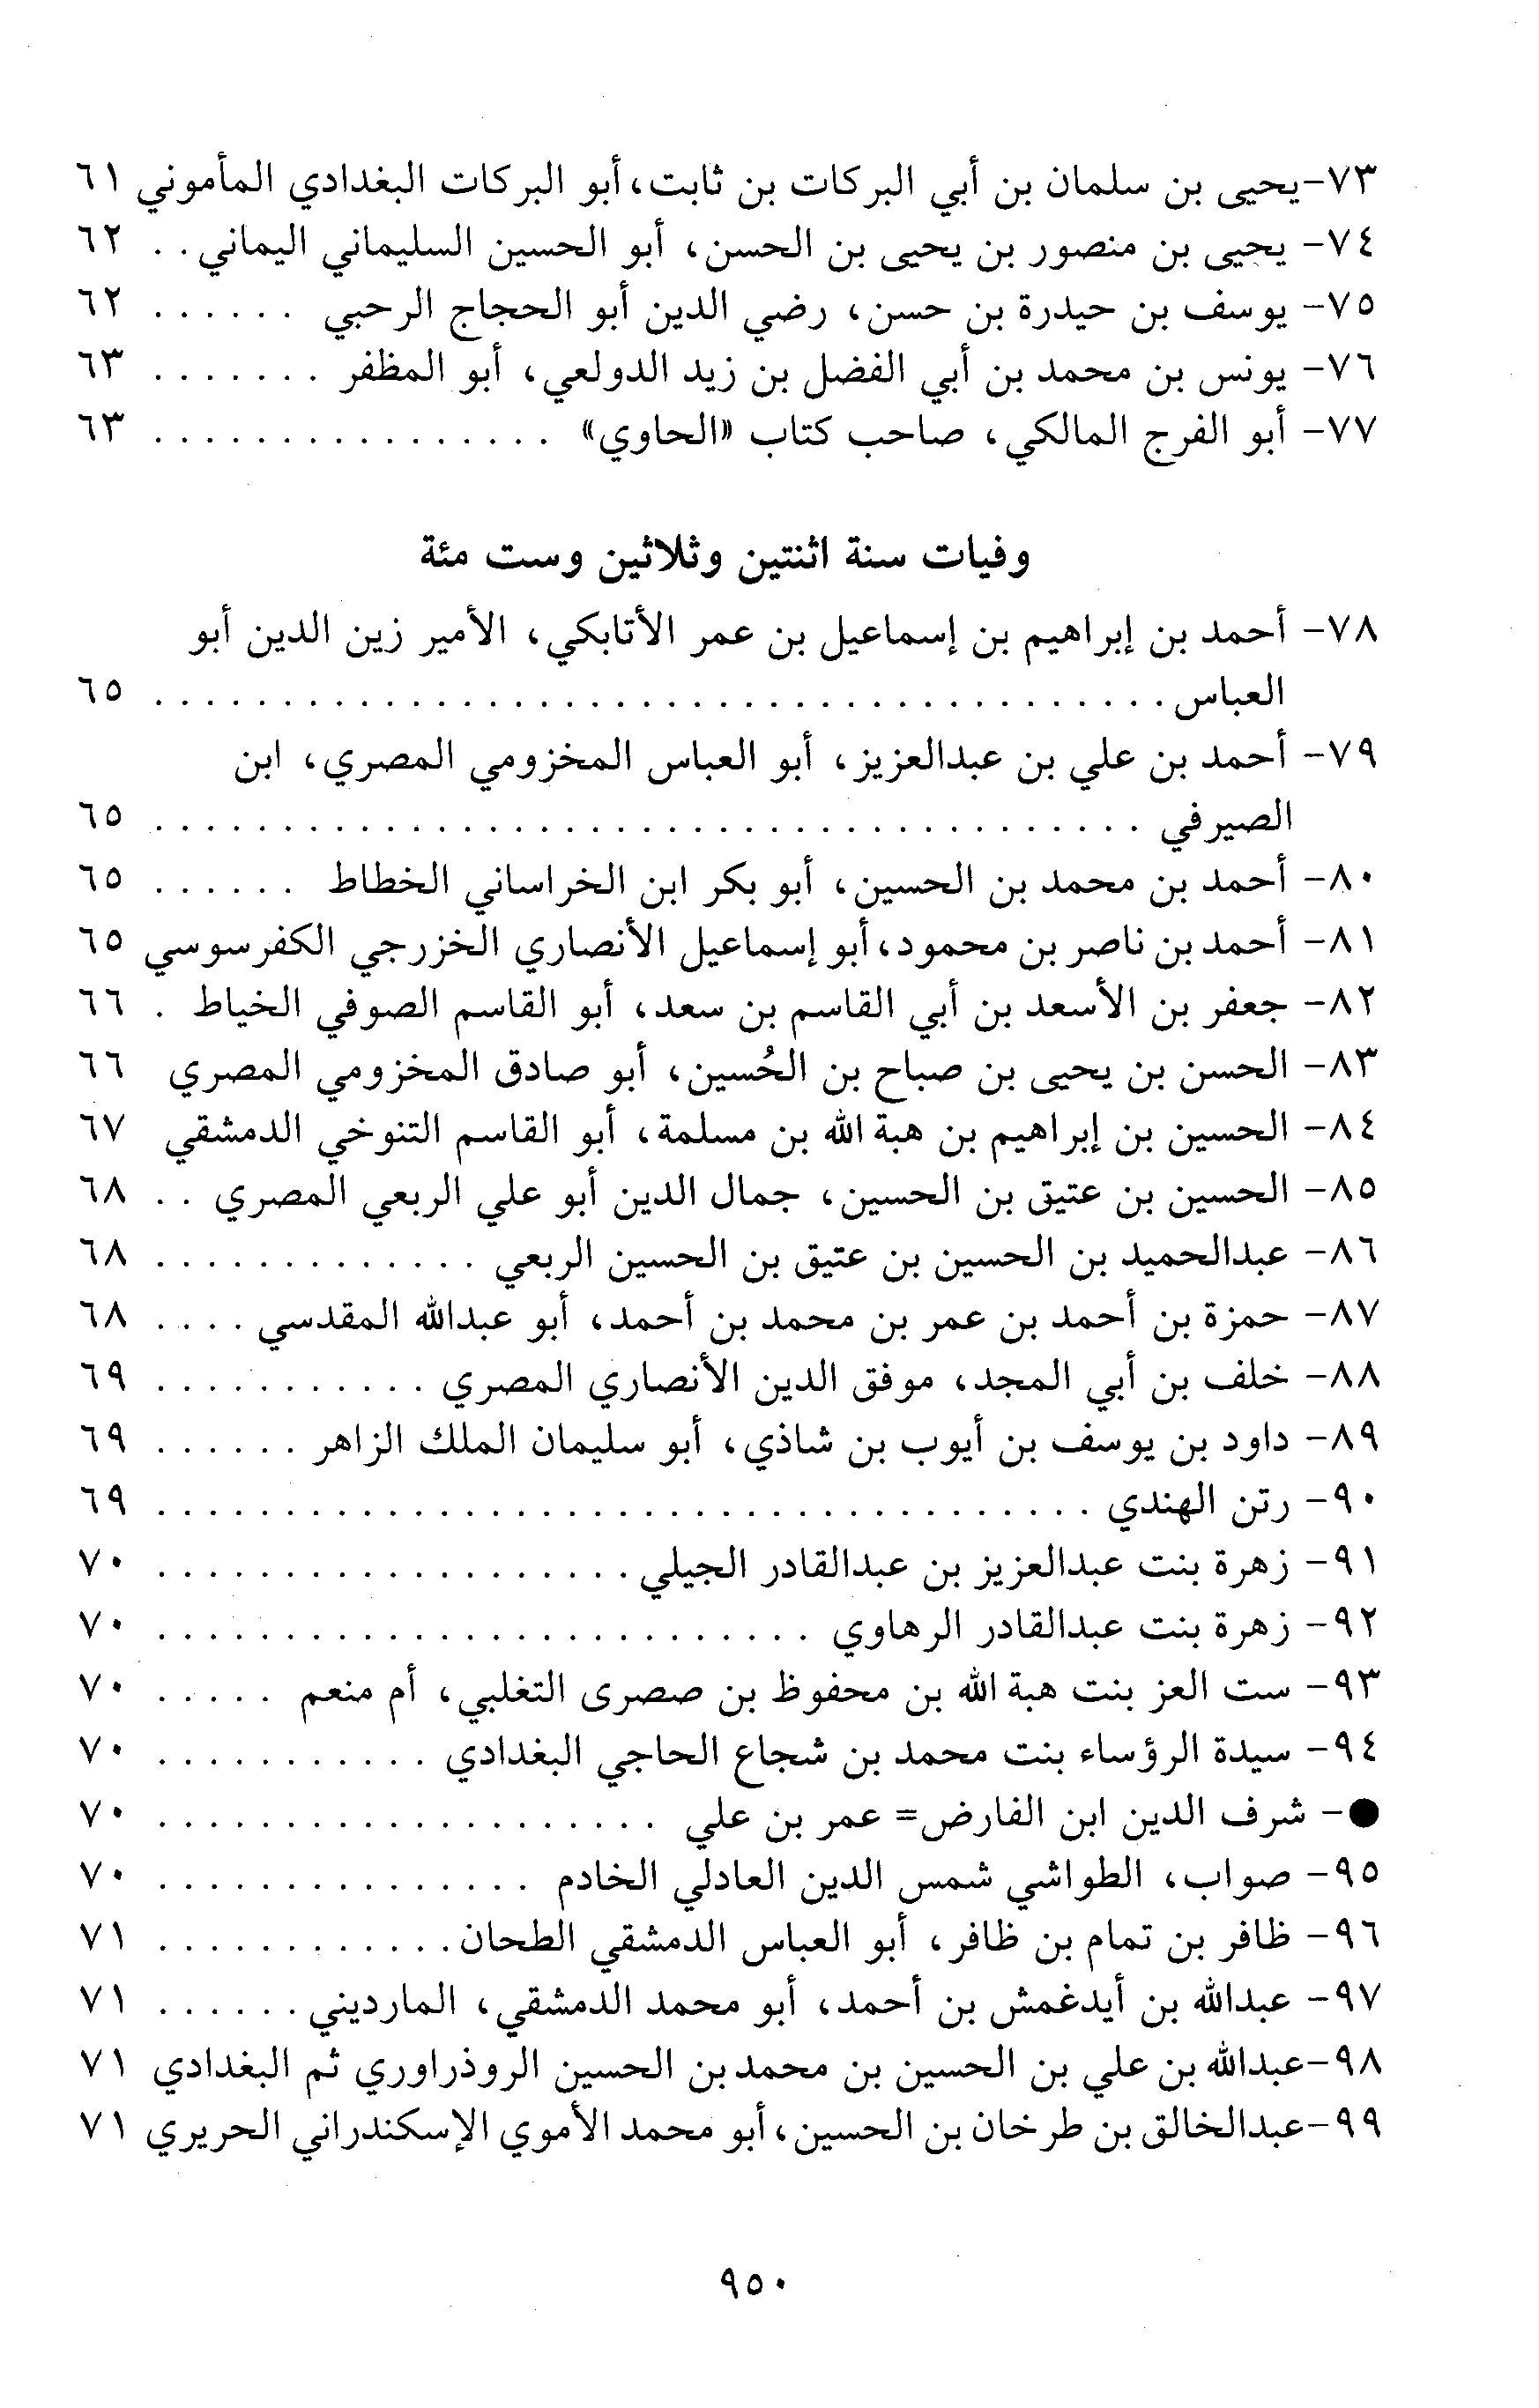 ٧٣-يحيى بن سلمان بن أبي البركات بن ثابت، أبو البركات البغدادي المأموني ٦١
٧٤- يحيى بن منصور بن يحيى بن الحسن، أبو الحسين السليماني اليماني . . ٦٢
٧٥- يوسف بن حيدرة بن حسن، رضي الدين أبو الحجاج الرحبي . . . . . . ٦٢
٧٦- يونس بن محمد بن أبي الفضل بن زيد الدولعي، أبو المظفر . . . . . . . ٦٣
٧٧- أبو الفرج المالكي، صاحب كتاب «الحاوي» . . . . . . . . . . . . . . . . ٦٣
وفيات سنة اثنتين وثلاثين وست مئة
٧٨- أحمد بن إبراهيم بن إسماعيل بن عمر الأتابكي، الأمير زين الدين أبو
العباس . . . . . . . . . . . . . . . . . . . . . . . . . . . . . . . . . . . . . . . . ٦٥
٧٩- أحمد بن علي بن عبدالعزيز، أبو العباس المخزومي المصري، ابن
الصيرفي . . . . . . . . . . . . . . . . . . . . . . . . . . . . . . . . . . . . . . . ٦٥
٨٠- أحمد بن محمد بن الحسين، أبو بكر ابن الخراساني الخطاط . . . . . . ٦٥
٨١- أحمد بن ناصر بن محمود، أبو إسماعيل الأنصاري الخزرجي الكفرسوسي ٦٥
٨٢- جعفر بن الأسعد بن أبي القاسم بن سعد، أبو القاسم الصوفي الخياط . ٦٦
٨٣- الحسن بن يحيى بن صباح بن الحُسين، أبو صادق المخزومي المصري ٦٦
٨٤- الحسين بن إبراهيم بن هبة الله بن مسلمة، أبو القاسم التنوخي الدمشقي ٦٧
٨٥- الحسين بن عتيق بن الحسين، جمال الدين أبو علي الربعي المصري . . ٦٨
٨٦- عبدالحميد بن الحسين بن عتيق بن الحسين الربعي . . . . . . . . . . . . . ٦٨
٨٧- حمزة بن أحمد بن عمر بن محمد بن أحمد، أبو عبدالله المقدسي . . . . ٦٨
٨٨- خلف بن أبي المجد، موفق الدين الأنصاري المصري . . . . . . . . . . . ٦٩
٨٩- داود بن يوسف بن أيوب بن شاذي، أبو سليمان الملك الزاهر . . . . . . ٦٩
٩٠- رتن الهندي . . . . . . . . . . . . . . . . . . . . . . . . . . . . . . . . . . . . . ٦٩
٩١- زهرة بنت عبدالعزيز بن عبدالقادر الجيلي . . . . . . . . . . . . . . . . . . . ٧٠
٩٢- زهرة بنت عبدالقادر الرهاوي . . . . . . . . . . . . . . . . . . . . . . . . . . ٧٠
٩٣- ست العز بنت هبة الله بن محفوظ بن صصرى التغلبي، أم منعم . . . . . ٧٠
٩٤- سيدة الرؤساء بنت محمد بن شجاع الحاجي البغدادي . . . . . . . . . . . ٧٠
●- شرف الدين ابن الفارض= عمر بن علي . . . . . . . . . . . . . . . . . . . . ٧٠
٩٥- صواب، الطواشي شمس الدين العادلي الخادم . . . . . . . . . . . . . . . ٧٠
٩٦- ظافر بن تمام بن ظافر، أبو العباس الدمشقي الطحان . . . . . . . . . . . . ٧١
٩٧- عبدالله بن أيدغمش بن أحمد، أبو محمد الدمشقي، المارديني . . . . . . ٧١
٩٨-عبدالله بن علي بن الحسين بن محمد بن الحسين الروذراوري ثم البغدادي ٧١
٩٩-عبدالخالق بن طرخان بن الحسين، أبو محمد الأموي الإسكندراني الحريري ٧١
٩٥٠